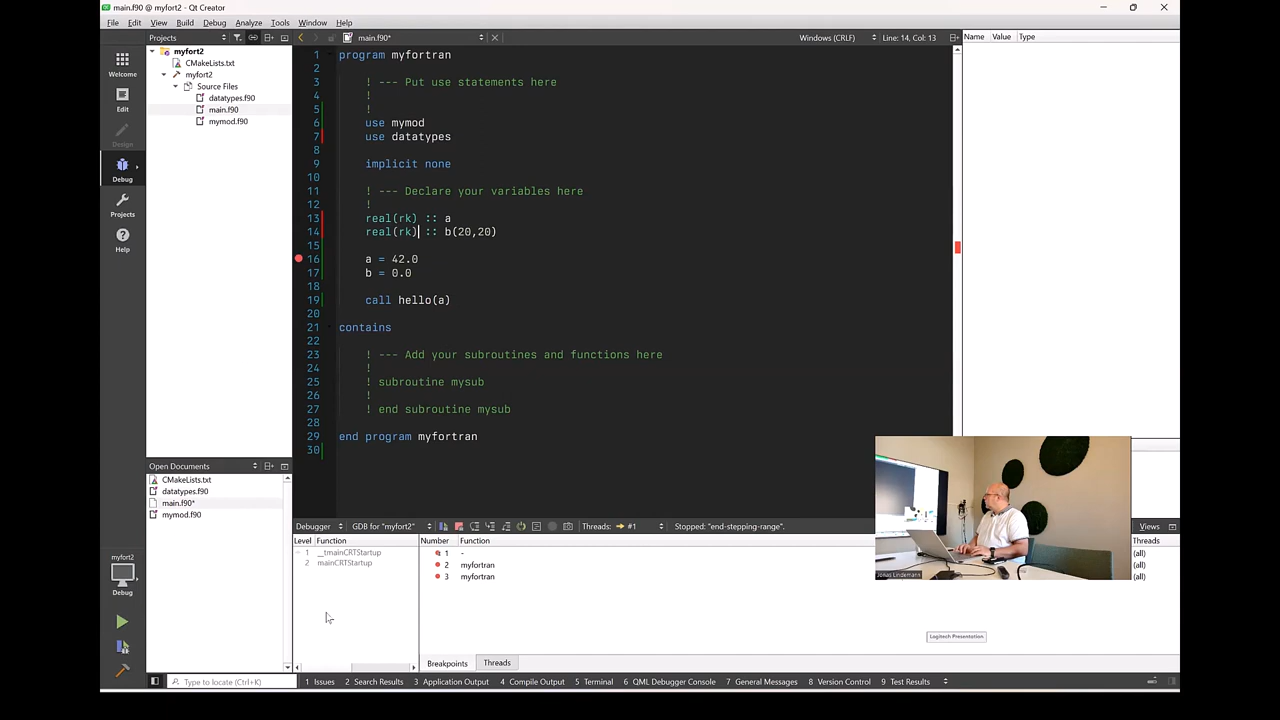 main.f90 @ myfort2 - Qt Creator
File Edit View Build Debug Analyze Tools Window Help
Projects
main.f90*
Windows (CRLF)
Line: 14, Col: 13
Name Value Type
Welcome
Edit
Design
Debug
Projects
Help
myfort2
CMakeLists.txt
myfort2
Source Files
datatypes.f90
main.f90
mymod.f90
1 program myfortran
2
3 ! --- Put use statements here
4 !
5 !
6 use mymod
7 use datatypes
8
9 implicit none
10
11 ! --- Declare your variables here
12 !
13 real(rk) :: a
14 real(rk) :: b(20,20)
15
16 a = 42.0
17 b = 0.0
18
19 call hello(a)
20
21 contains
22
23 ! --- Add your subroutines and functions here
24 !
25 ! subroutine mysub
26 !
27 ! end subroutine mysub
28
29 end program myfortran
30
Open Documents
CMakeLists.txt
datatypes.f90
main.f90*
mymod.f90
myfort2
Debug
Debugger
GDB for "myfort2"
Threads: #1
Stopped: "end-stepping-range".
Views
Level Function
1 __tmainCRTStartup
2 mainCRTStartup
Number Function
Threads
1 - (all)
2 myfortran (all)
3 myfortran (all)
Jonas Lindemann
Logitech Presentation
Breakpoints Threads
Type to locate (Ctrl+K)
1 Issues 2 Search Results 3 Application Output 4 Compile Output 5 Terminal 6 QML Debugger Console 7 General Messages 8 Version Control 9 Test Results